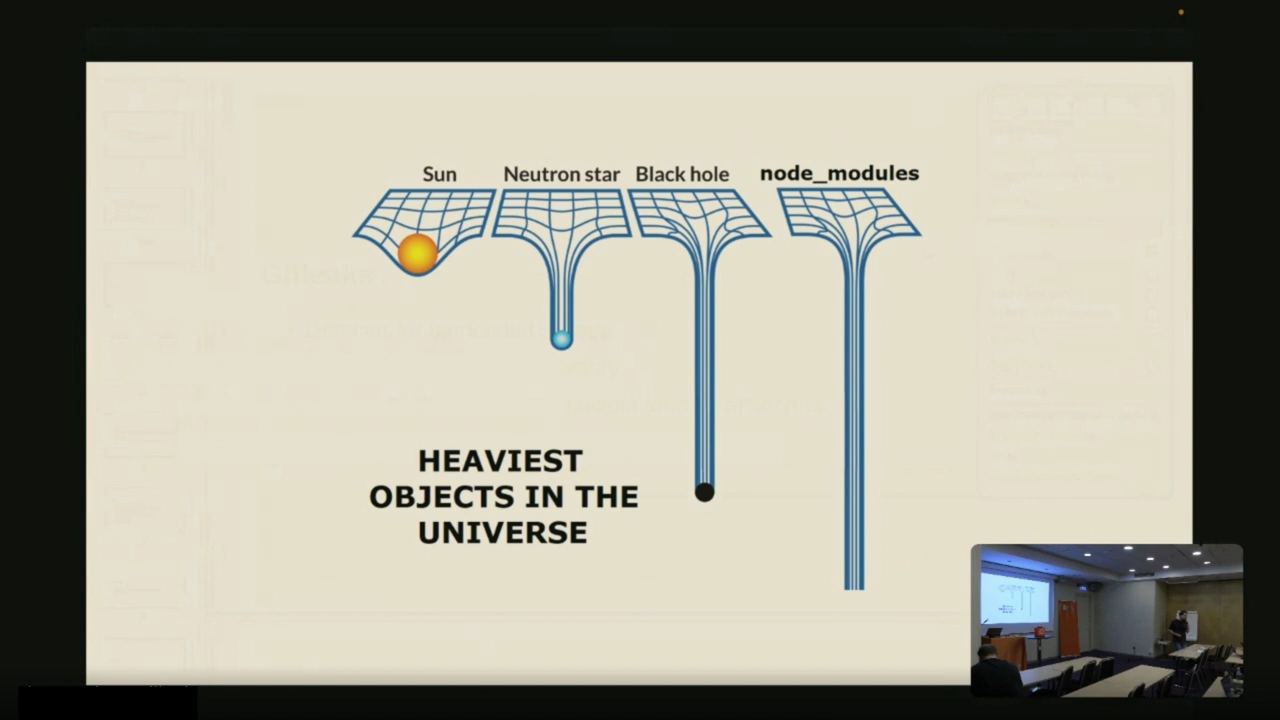 Sun Neutron star Black hole node_modules
HEAVIEST
OBJECTS IN THE
UNIVERSE